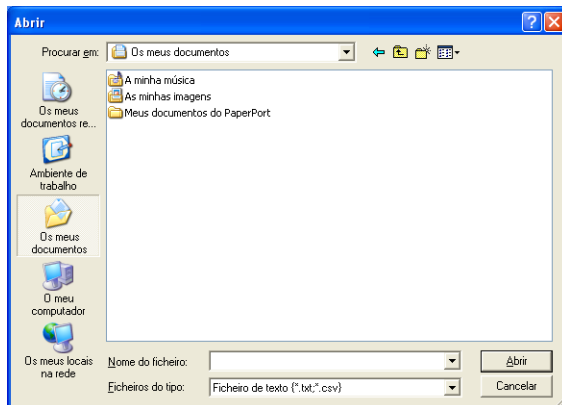 Abrir
Procurar em:
Os meus documentos
A minha música
As minhas imagens
Meus documentos do PaperPort
Os meus
documentos re...
Ambiente de
trabalho
Os meus
documentos
O meu
computador
Os meus locais
na rede
Nome do ficheiro:
Abrir
Ficheiros do tipo:
Ficheiro de texto {*.txt;*.csv}
Cancelar